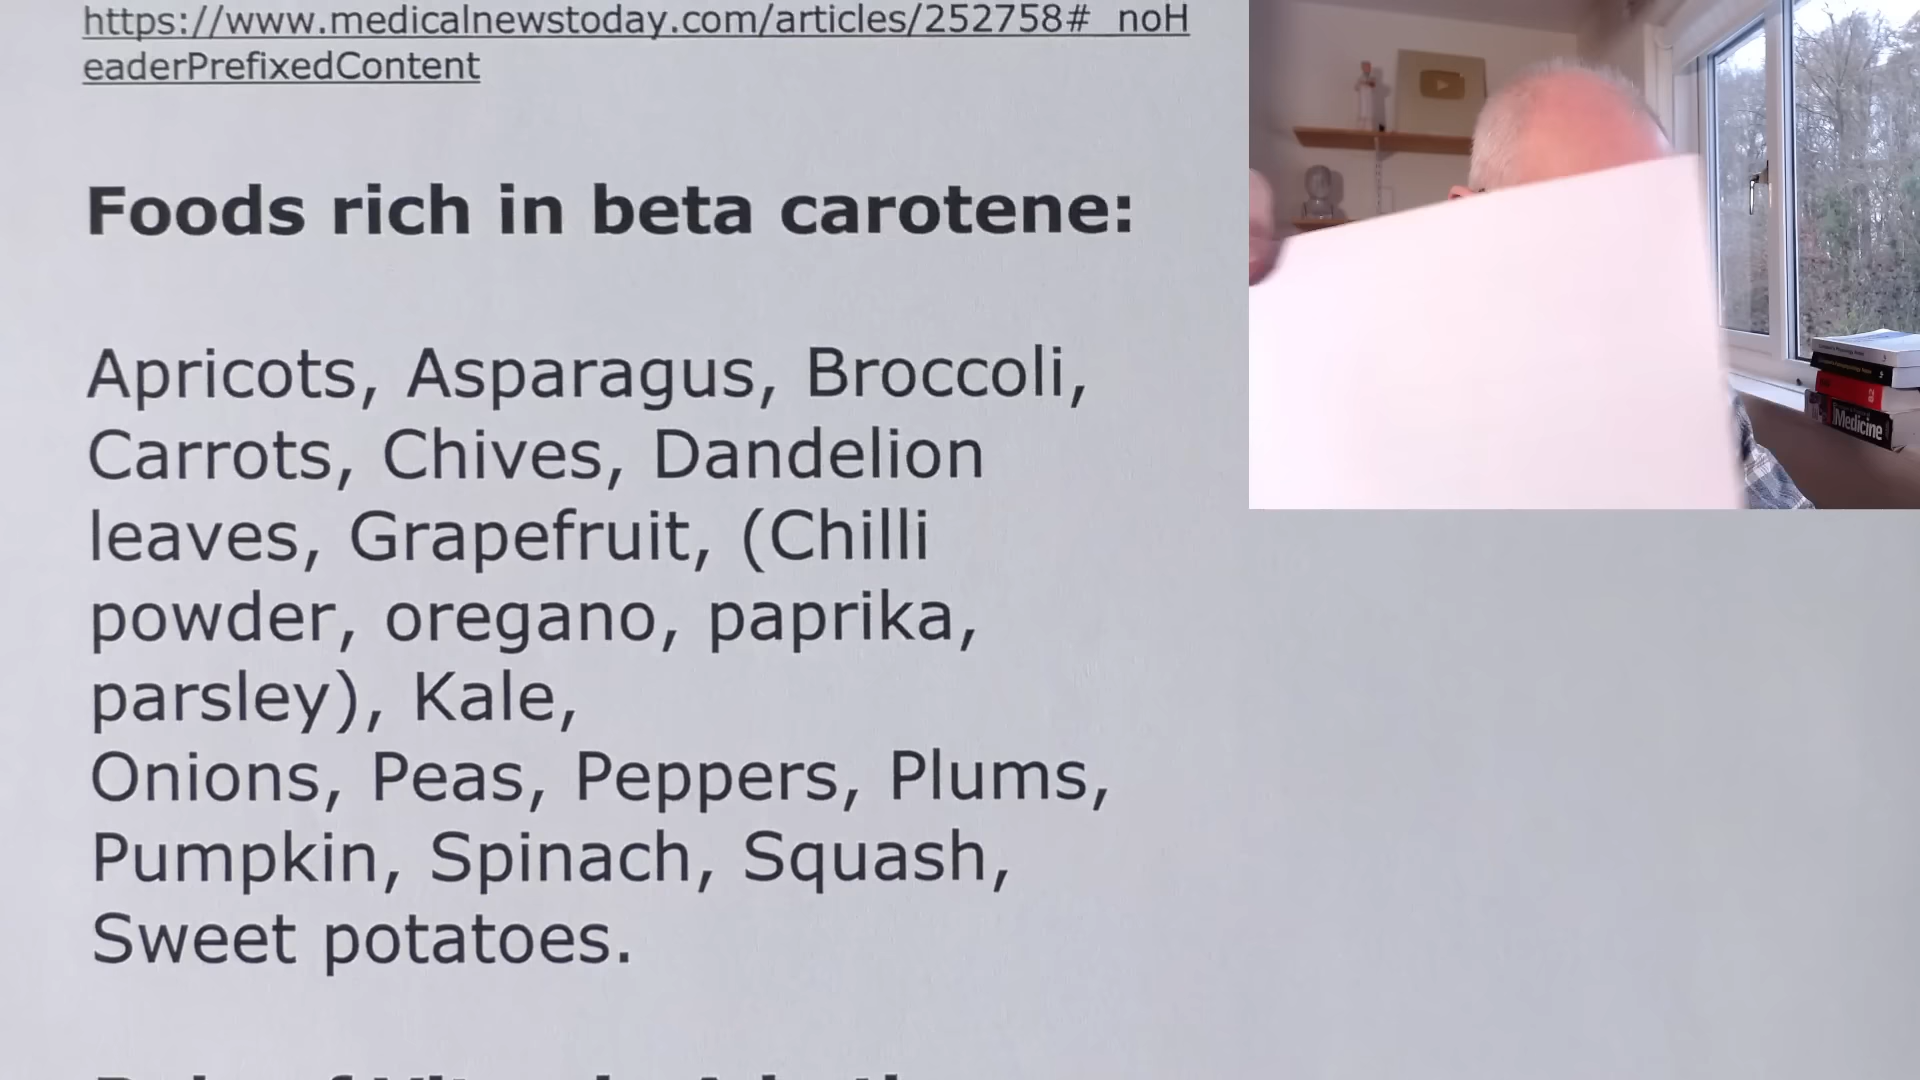 https://www.medicalnewstoday.com/articles/252758#_noH
eaderPrefixedContent
Foods rich in beta carotene:
Apricots, Asparagus, Broccoli,
Carrots, Chives, Dandelion
leaves, Grapefruit, (Chilli
powder, oregano, paprika,
parsley), Kale,
Onions, Peas, Peppers, Plums,
Pumpkin, Spinach, Squash,
Sweet potatoes.
Medicine